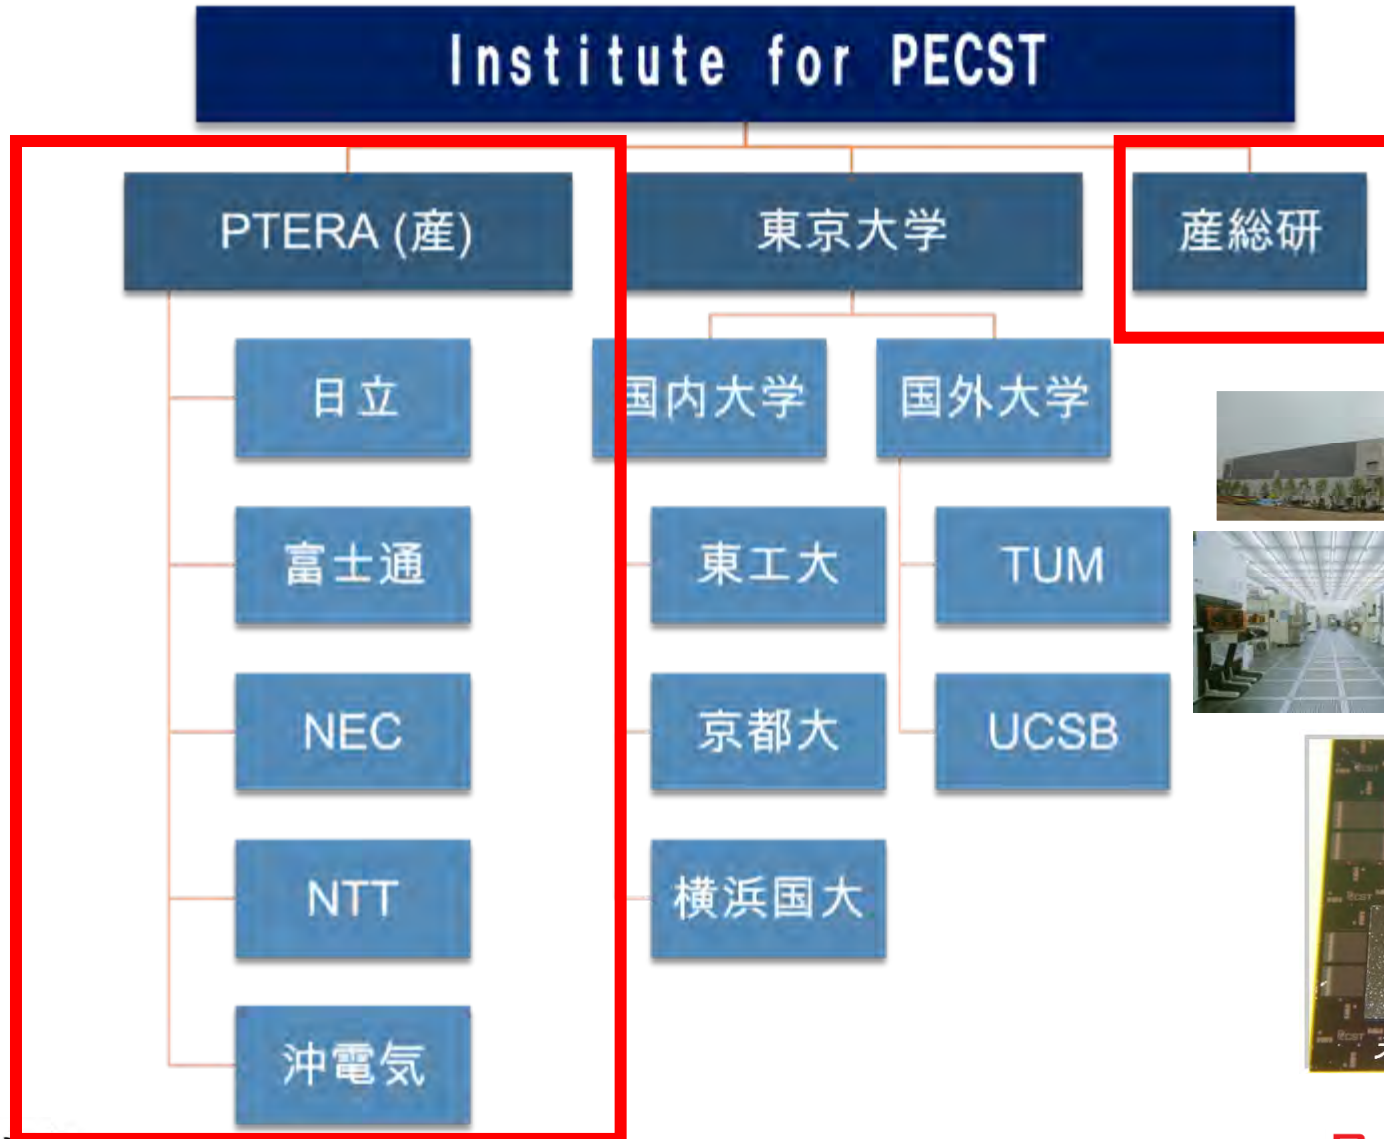 Institute for PECST
PTERA (産)
東京大学
産総研
日立
国内大学
国外大学
富士通
東工大
TUM
NEC
京都大
UCSB
NTT
横浜国大
沖電気